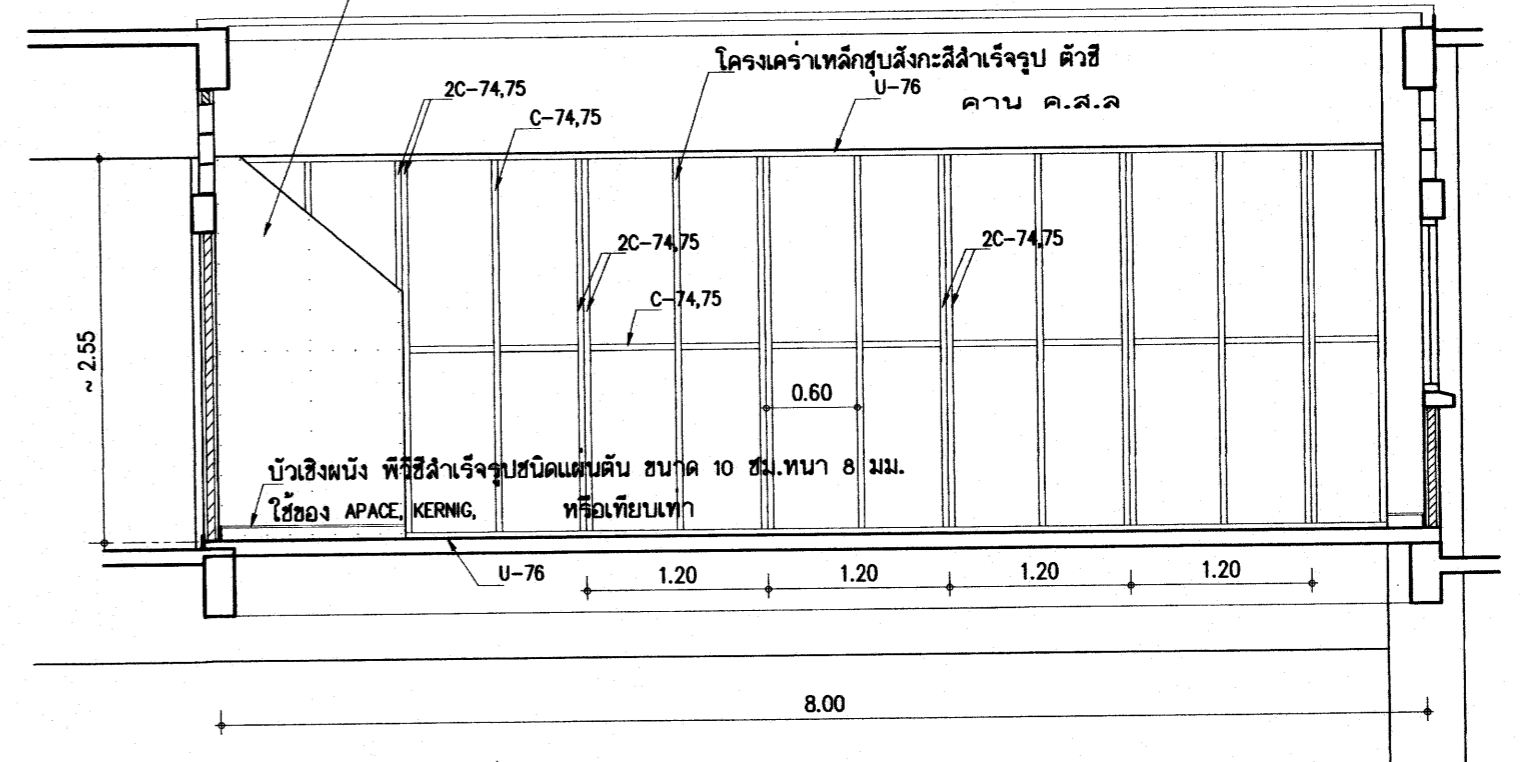 โครงเคร่าเหล็กชุบสังกะสีสำเร็จรูป ตัวซี
2C-74,75
U-76
คาน ค.ส.ล
C-74,75
2C-74,75
2C-74,75
C-74,75
~ 2.55
0.60
บัวเชิงผนัง พีวีซีสำเร็จรูปชนิดแผ่นตัน ขนาด 10 ซม.หนา 8 มม.
ใช้ของ APACE, KERNIG, หรือเทียบเท่า
U-76
1.20
1.20
1.20
1.20
8.00